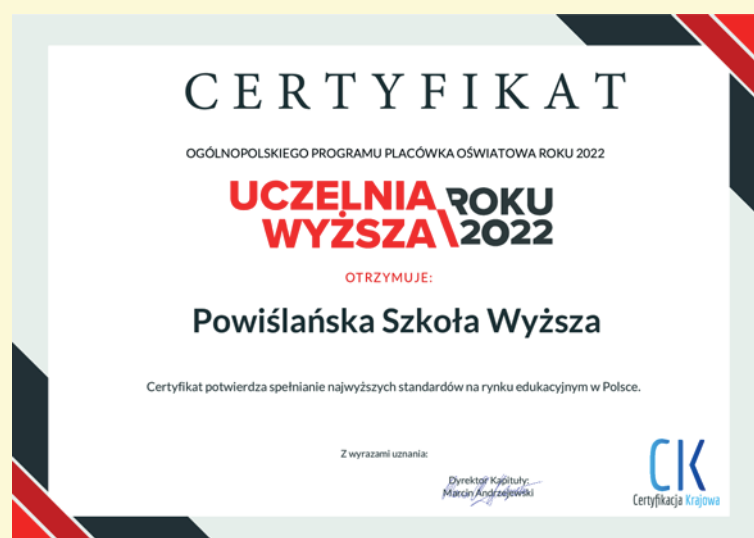 CERTYFIKAT
OGÓLNOPOLSKIEGO PROGRAMU PLACÓWKA OŚWIATOWA ROKU 2022
UCZELNIA ROKU
WYŻSZA 2022
OTRZYMUJE:
Powiślańska Szkoła Wyższa
Certyfikat potwierdza spełnianie najwyższych standardów na rynku edukacyjnym w Polsce.
Z wyrazami uznania:
Dyrektor Kapituły:
Marcin Andrzejewski
CK
Certyfikacja Krajowa